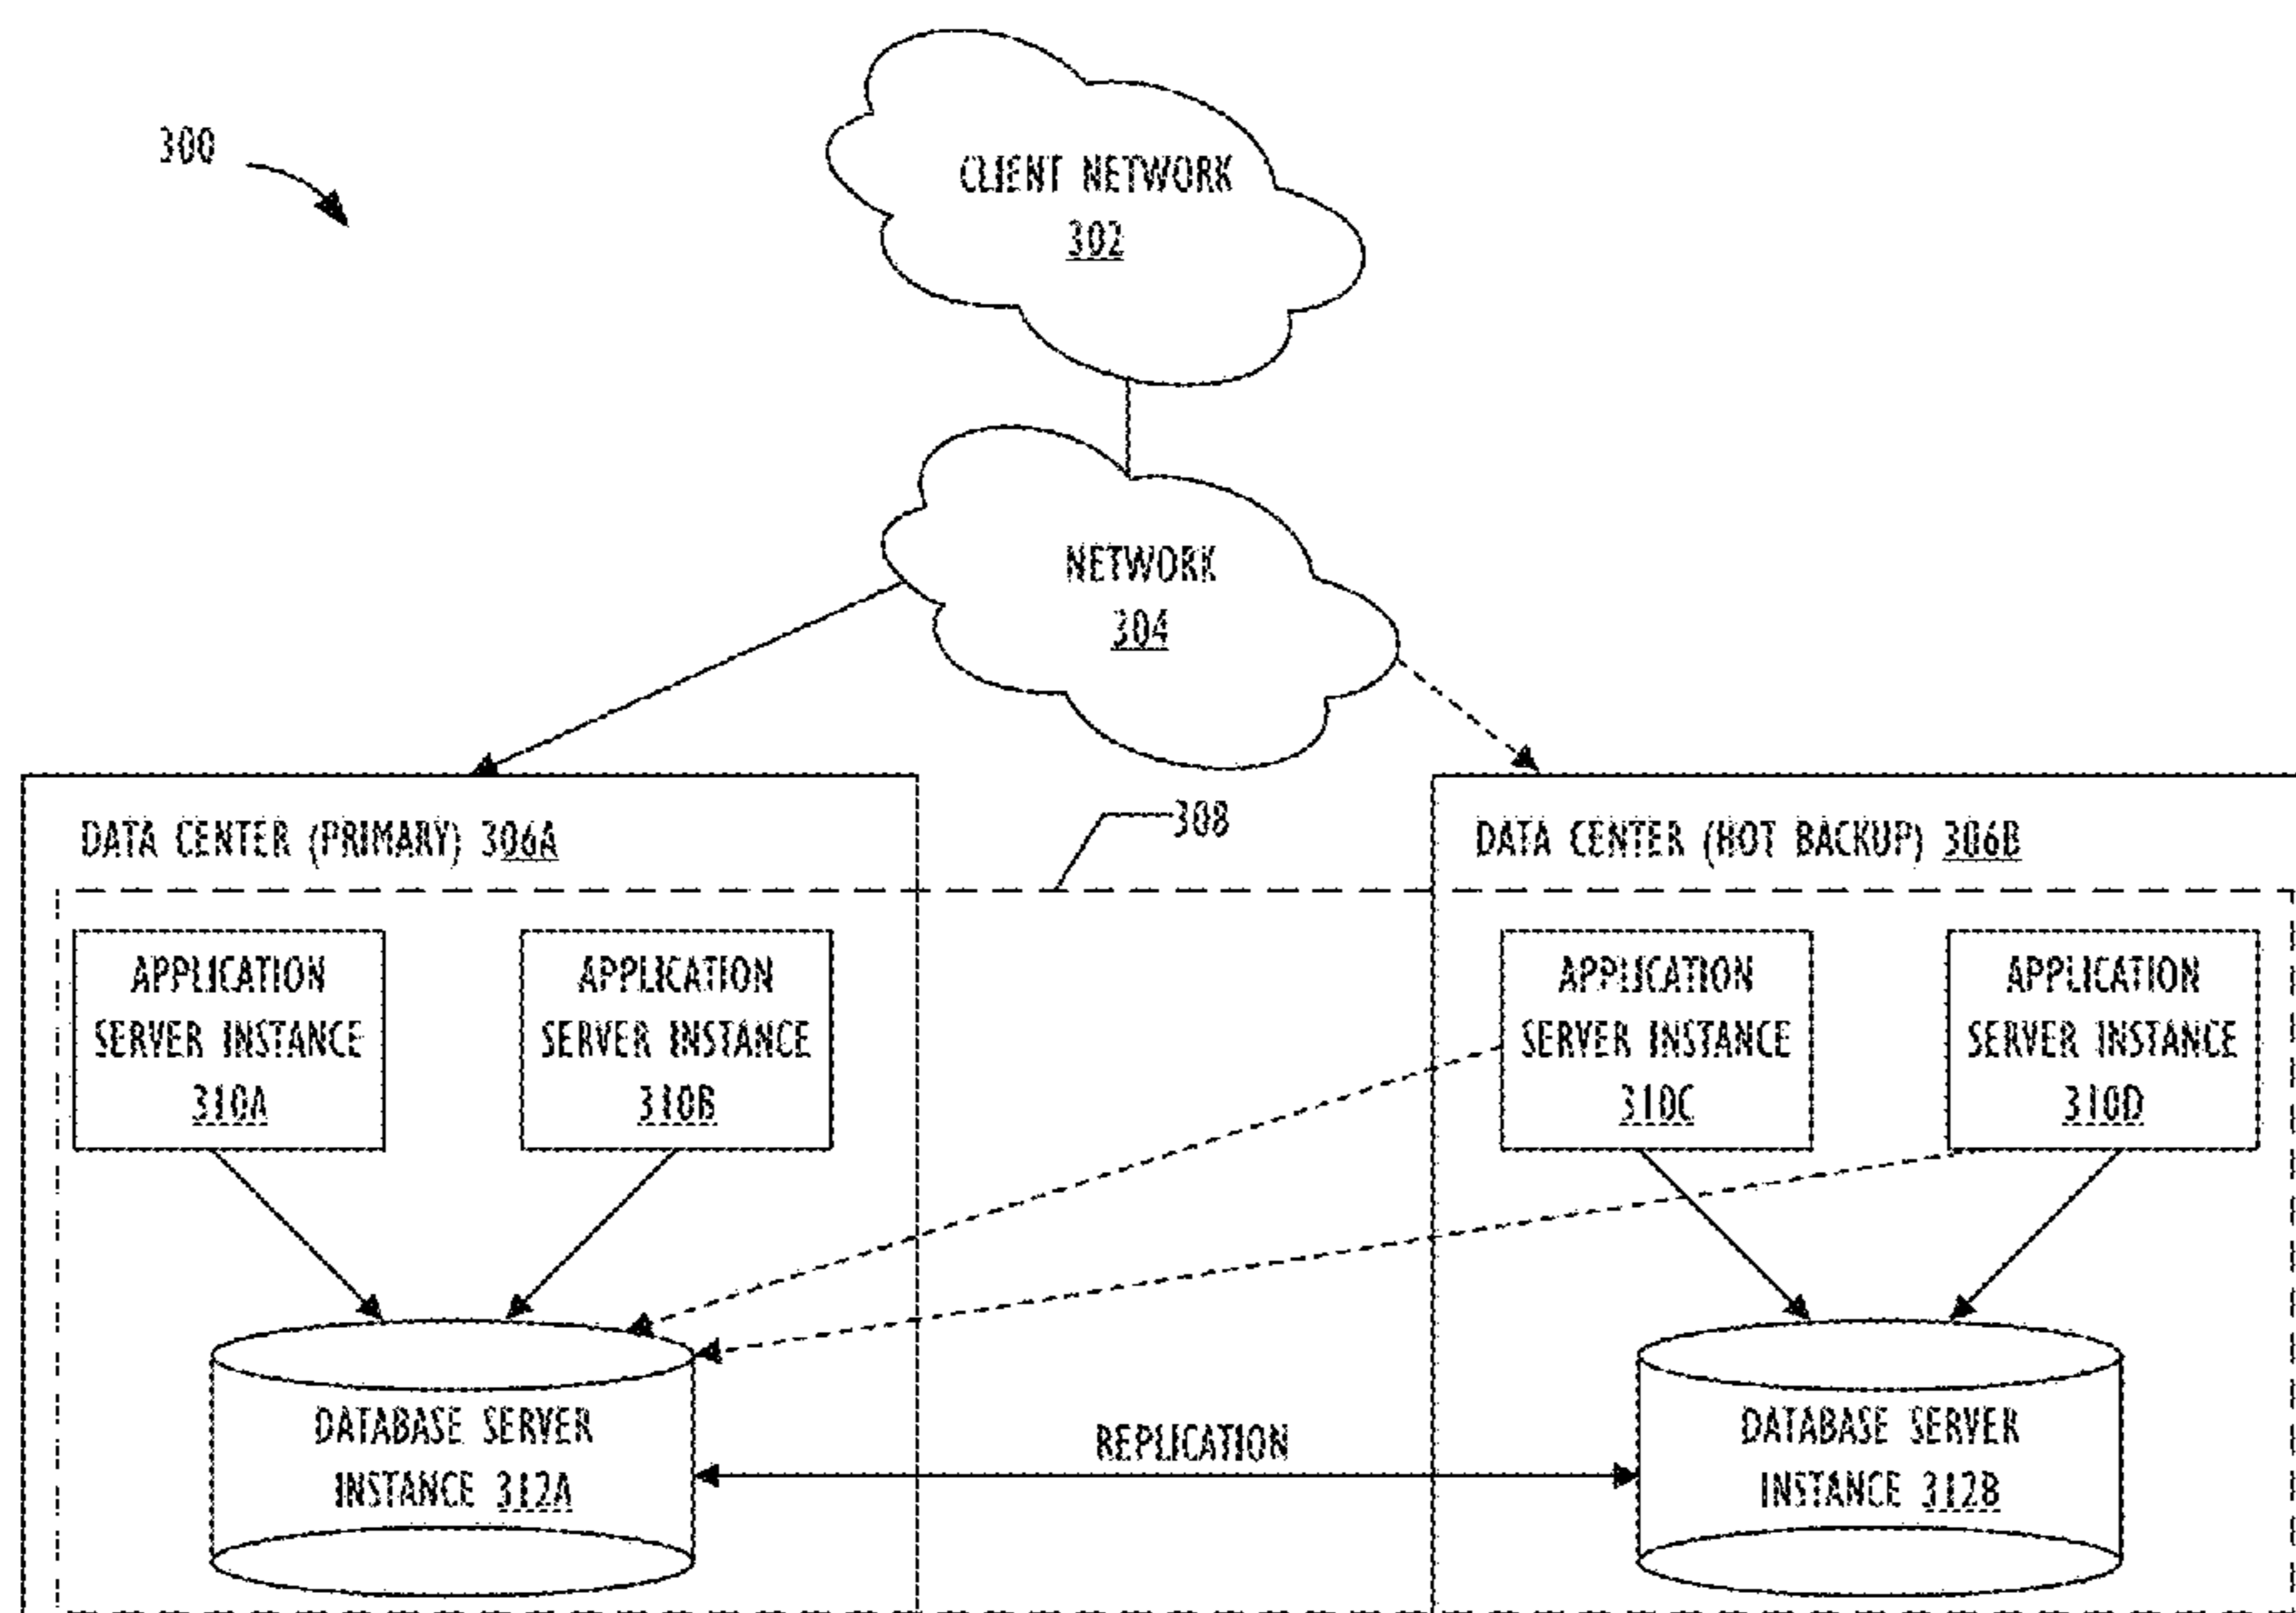 300
CLIENT NETWORK
302
NETWORK
304
308
DATA CENTER (PRIMARY) 306A
DATA CENTER (HOT BACKUP) 306B
APPLICATION
SERVER INSTANCE
310A
APPLICATION
SERVER INSTANCE
310B
APPLICATION
SERVER INSTANCE
310C
APPLICATION
SERVER INSTANCE
310D
DATABASE SERVER
INSTANCE 312A
REPLICATION
DATABASE SERVER
INSTANCE 312B